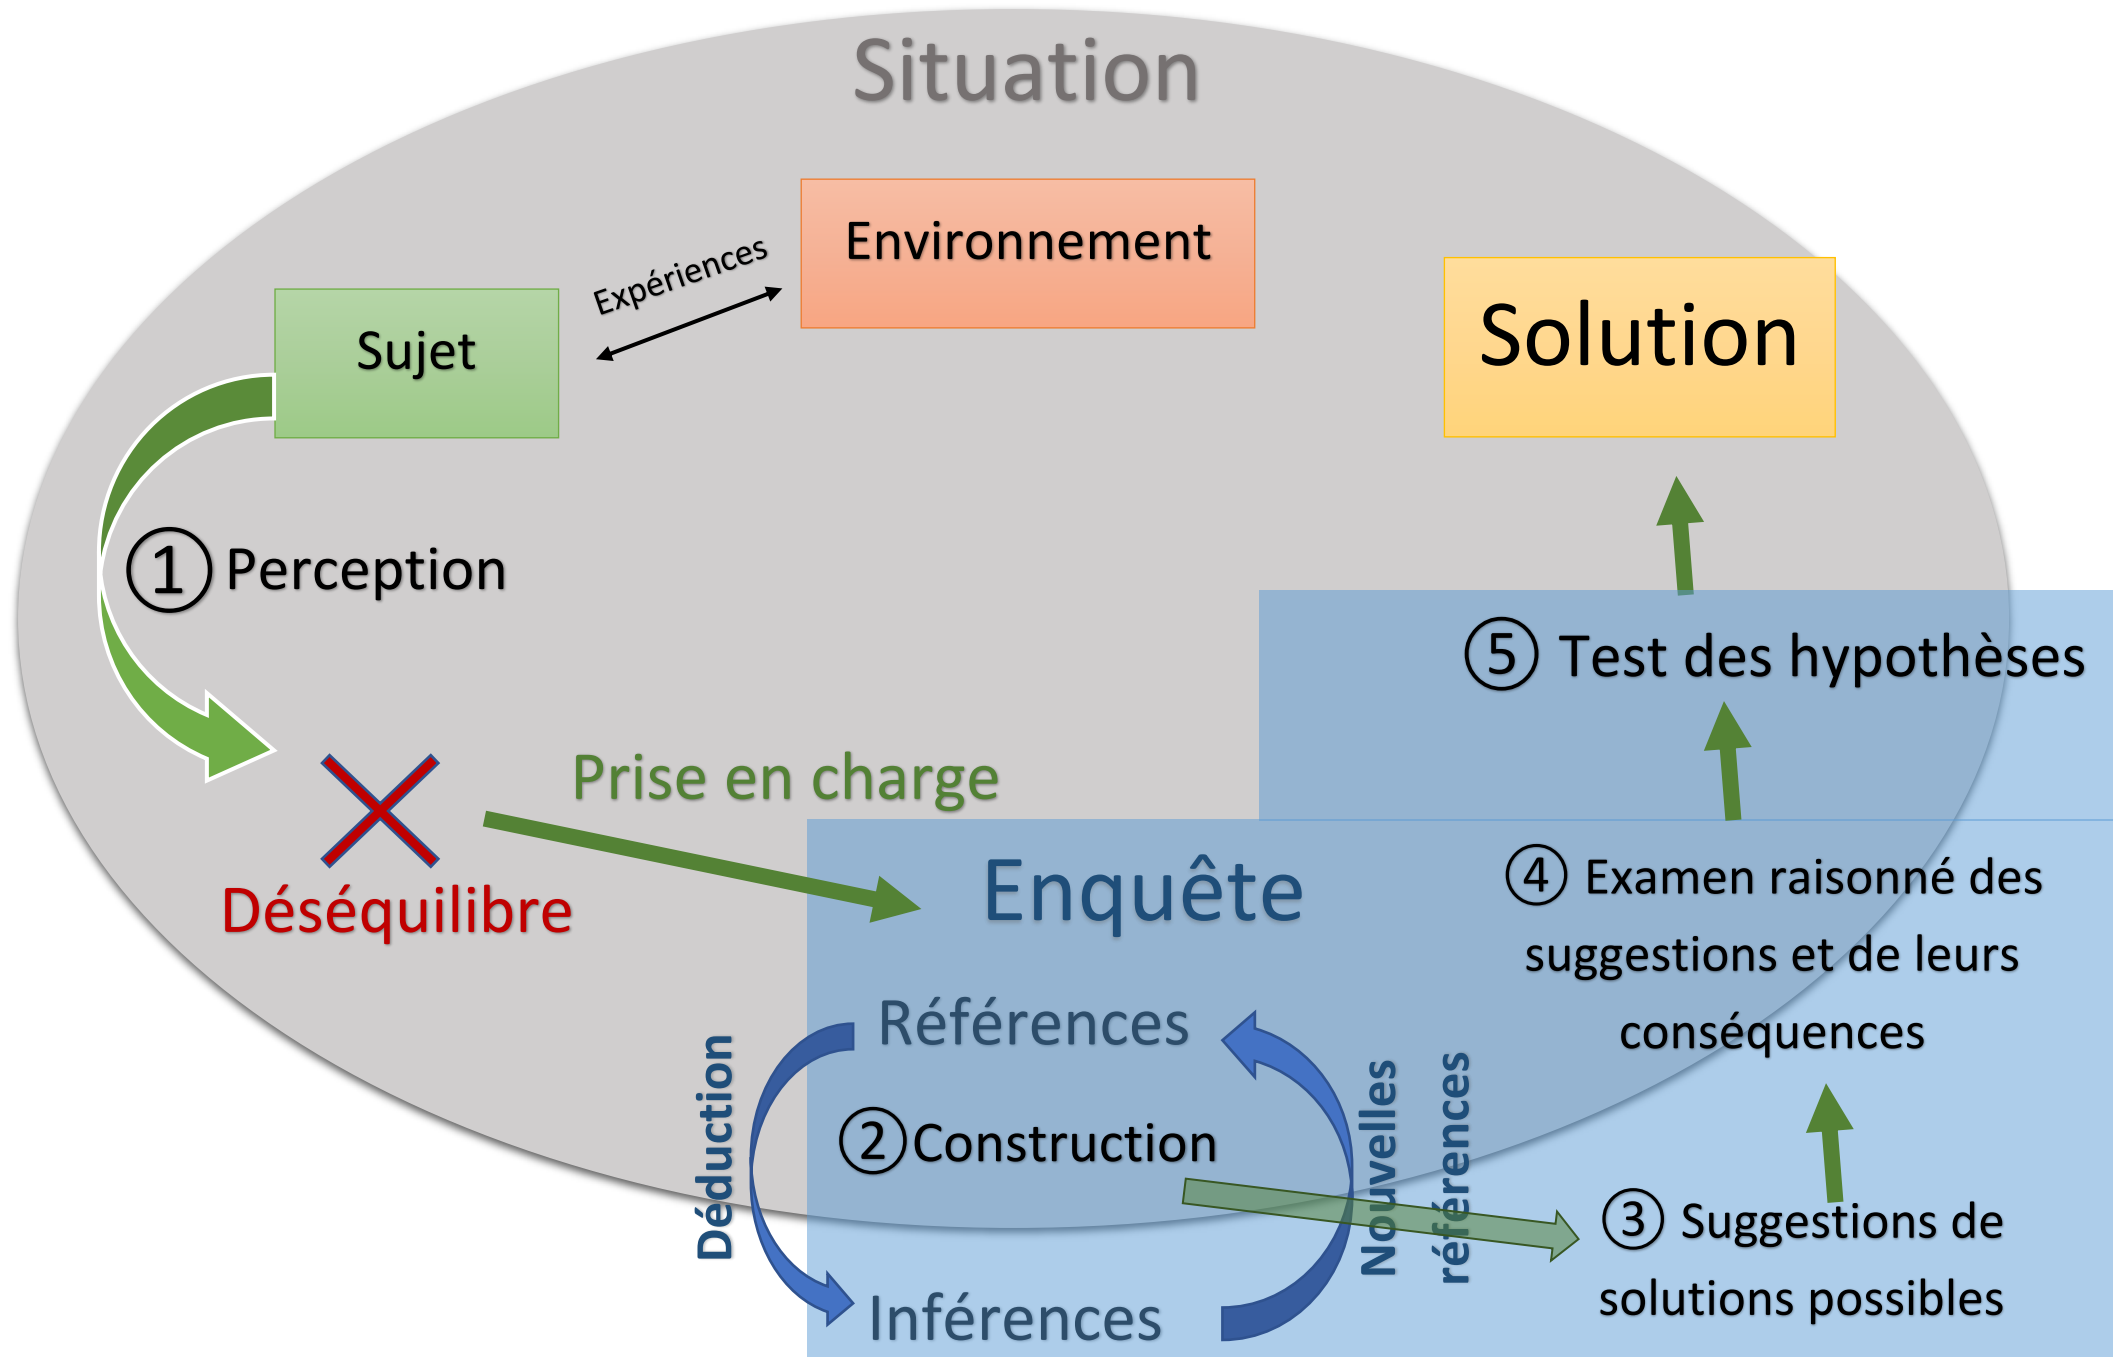 Situation
Environnement
Expériences
Sujet
Solution
① Perception
⑤ Test des hypothèses
Prise en charge
Déséquilibre
Enquête
④ Examen raisonné des
suggestions et de leurs
conséquences
Références
Déduction
② Construction
Nouvelles
références
③ Suggestions de
solutions possibles
Inférences